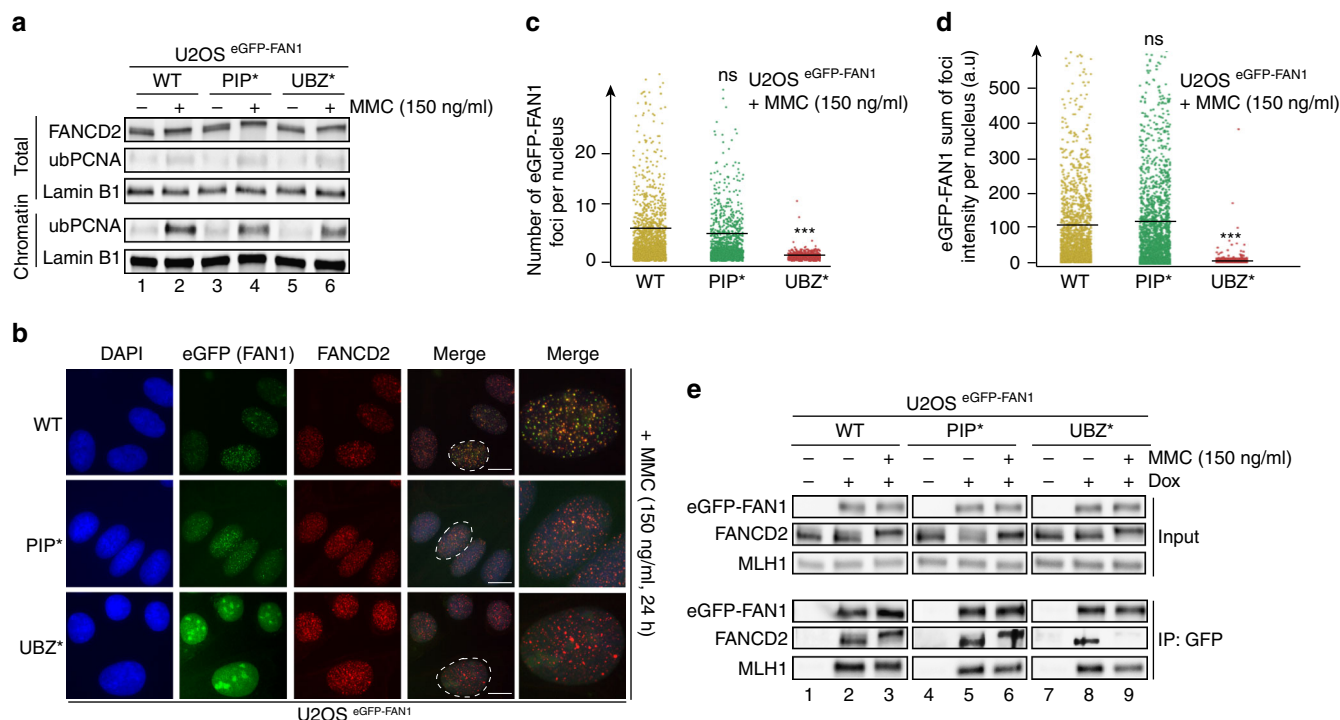 a
U2OS eGFP-FAN1
WT PIP* UBZ*
– + – + – + MMC (150 ng/ml)
Total
FANCD2
ubPCNA
Lamin B1
Chromatin
ubPCNA
Lamin B1
1 2 3 4 5 6
b
DAPI eGFP (FAN1) FANCD2 Merge Merge
WT
PIP*
UBZ*
+ MMC (150 ng/ml, 24 h)
U2OS eGFP-FAN1
c
Number of eGFP-FAN1
foci per nucleus
20
10
0
ns
***
U2OS eGFP-FAN1
+ MMC (150 ng/ml)
WT PIP* UBZ*
d
eGFP-FAN1 sum of foci
intensity per nucleus (a.u)
500
400
300
200
100
0
ns
***
U2OS eGFP-FAN1
+ MMC (150 ng/ml)
WT PIP* UBZ*
e
U2OS eGFP-FAN1
WT PIP* UBZ*
– – + – – + – – + MMC (150 ng/ml)
– + + – + + – + + Dox
eGFP-FAN1
FANCD2
MLH1
Input
eGFP-FAN1
FANCD2
MLH1
IP: GFP
1 2 3 4 5 6 7 8 9